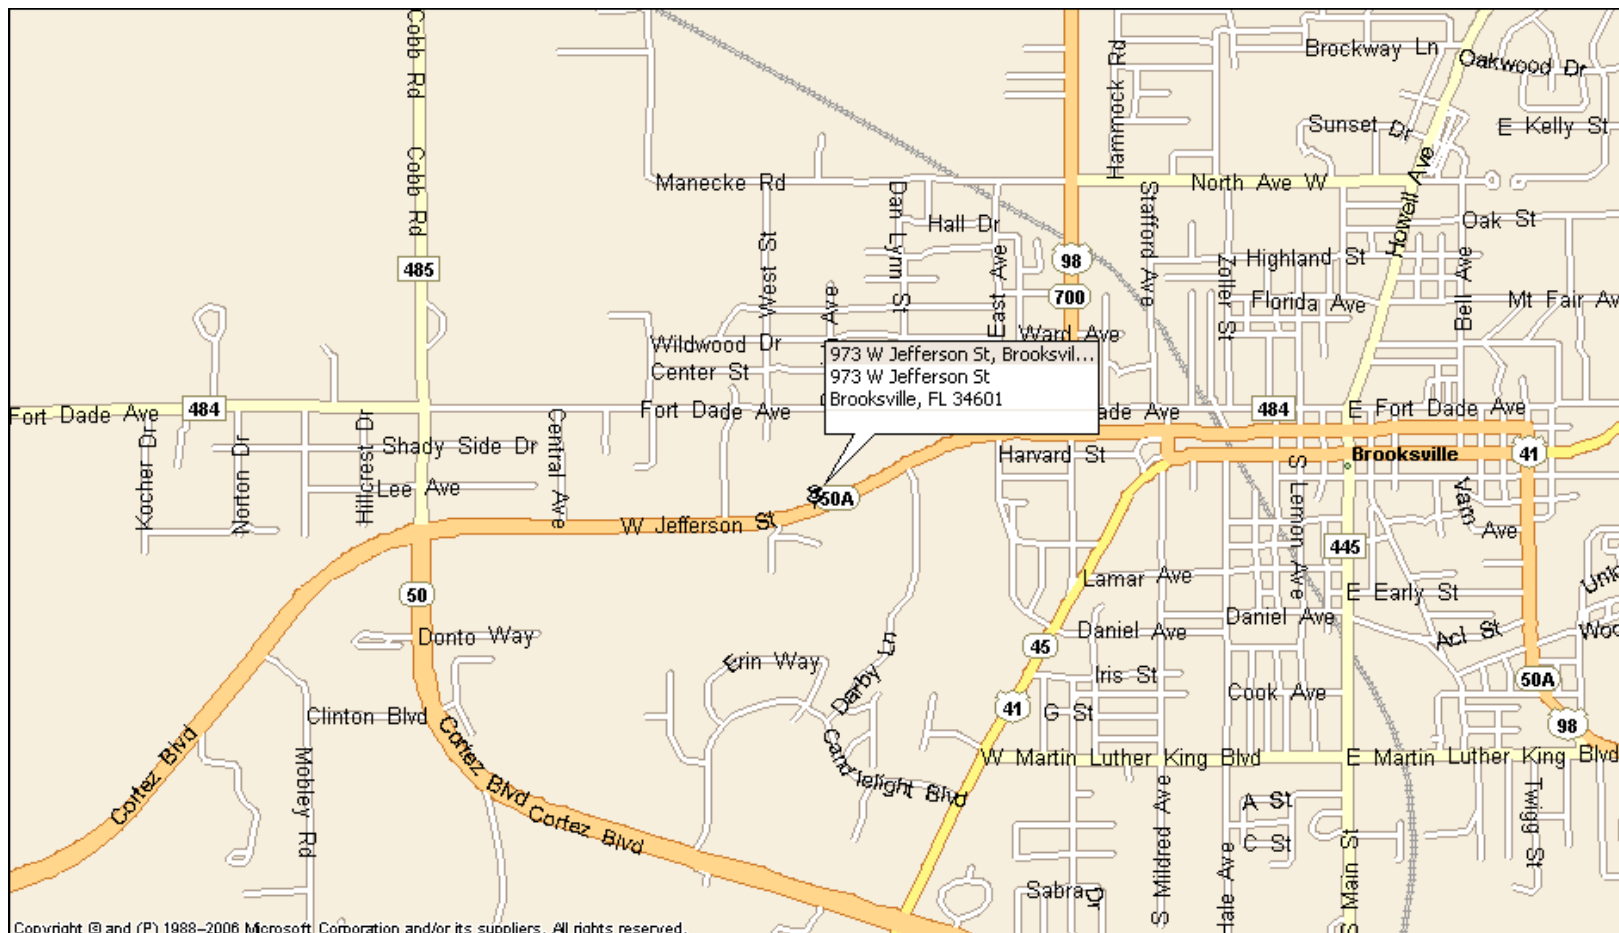 Cobb Rd
Cobb Rd
Hammock Rd
Brockway Ln
Oakwood Dr
Sunset Dr
E Kelly St
Manecke Rd
North Ave W
Howell Ave
Dan Lynn St
Hall Dr
Stafford Ave
Oak St
West St
East Ave
98
Zoller St
Highland St
Bell Ave
485
700
Florida Ave
Mt Fair Av
Ave
Ward Ave
Wildwood Dr
Center St
973 W Jefferson St, Brooksvil...
973 W Jefferson St
Brooksville, FL 34601
Fort Dade Ave
484
Fort Dade Ave
ade Ave
484
E Fort Dade Ave
Kocher Dr
Norton Dr
Hillcrest Dr
Shady Side Dr
Central Ave
Harvard St
Brooksville
41
Lee Ave
50A
S Lemon Ave
Varn Ave
W Jefferson St
445
50
Lamar Ave
E Early St
Donto Way
Daniel Ave
Daniel Ave
Acl St
Woo
45
Erin Way
Darby Ln
Iris St
50A
Cook Ave
41
G St
98
Clinton Blvd
Cortez Blvd
Cortez Blvd
Cortez Blvd
Mobley Rd
Candlelight Blvd
W Martin Luther King Blvd
E Martin Luther King Blvd
A St
C St
Twigg St
S Mildred Ave
Hale Ave
S Main St
Sabra Dr
Copyright © and (P) 1988–2006 Microsoft Corporation and/or its suppliers. All rights reserved.